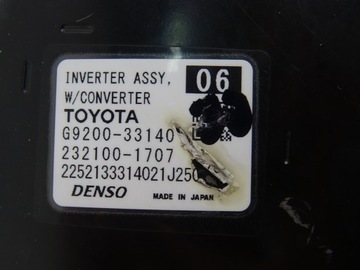 INVERTER ASSY, 06
W/CONVERTER
TOYOTA
G9200-33140
232100-1707
2252133314021J250
DENSO MADE IN JAPAN